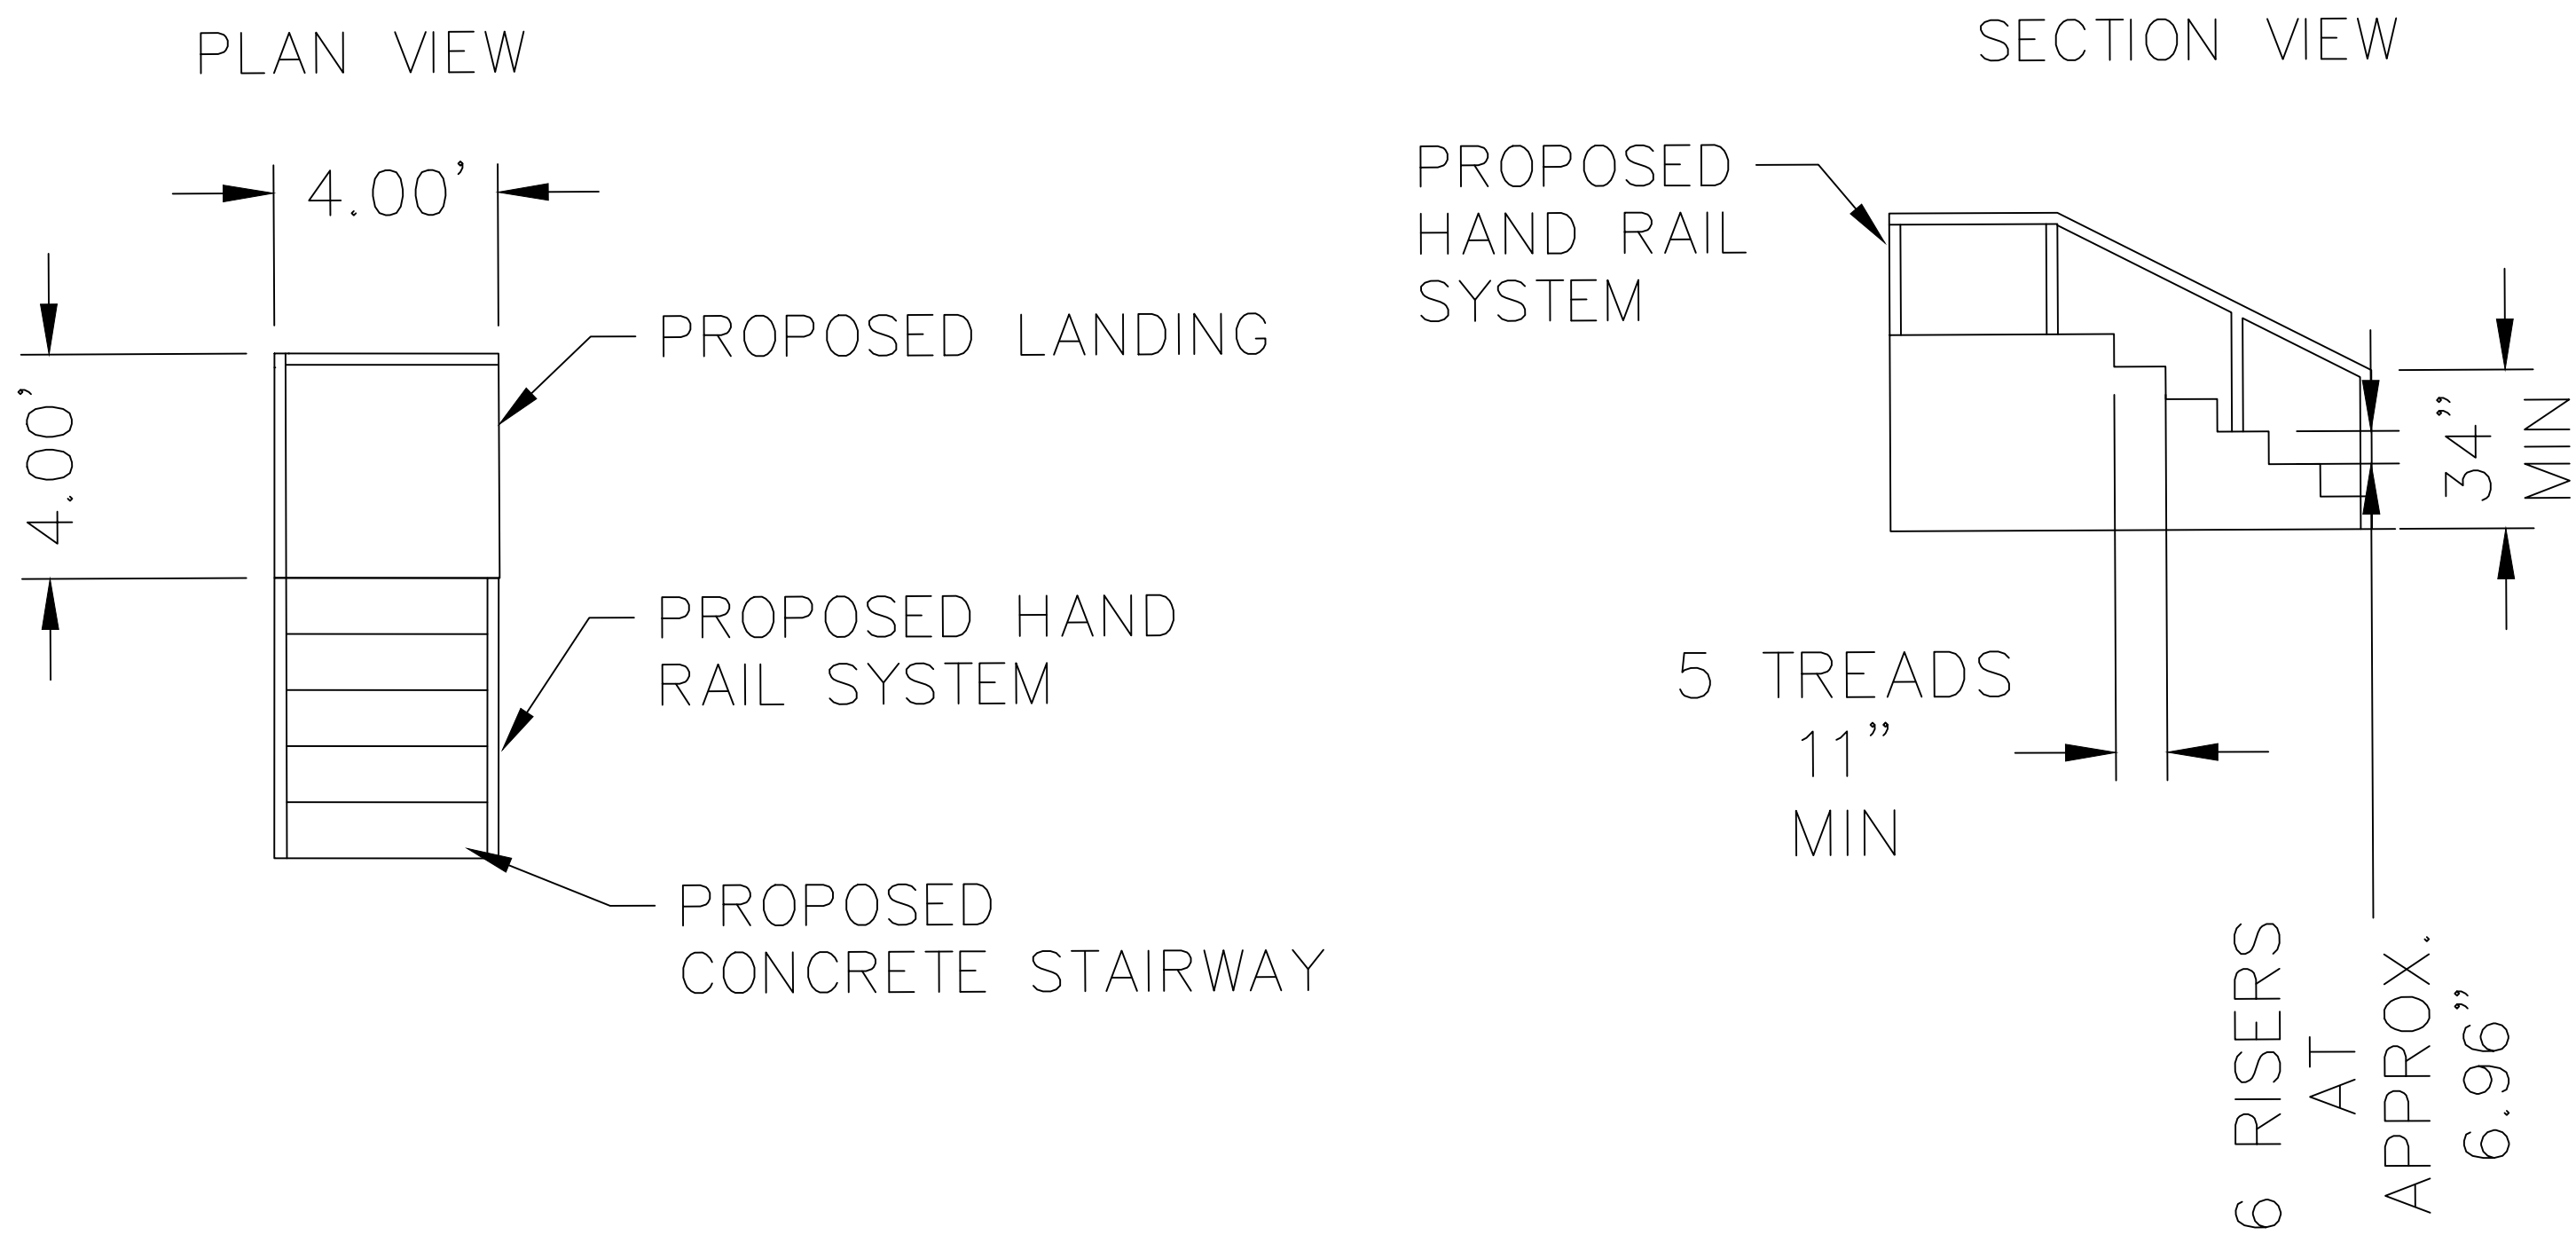 PLAN VIEW
4.00'
4.00'
PROPOSED LANDING
PROPOSED HAND
RAIL SYSTEM
PROPOSED
CONCRETE STAIRWAY
SECTION VIEW
PROPOSED
HAND RAIL
SYSTEM
34"
MIN
5 TREADS
11"
MIN
6 RISERS
AT
APPROX.
6.96"